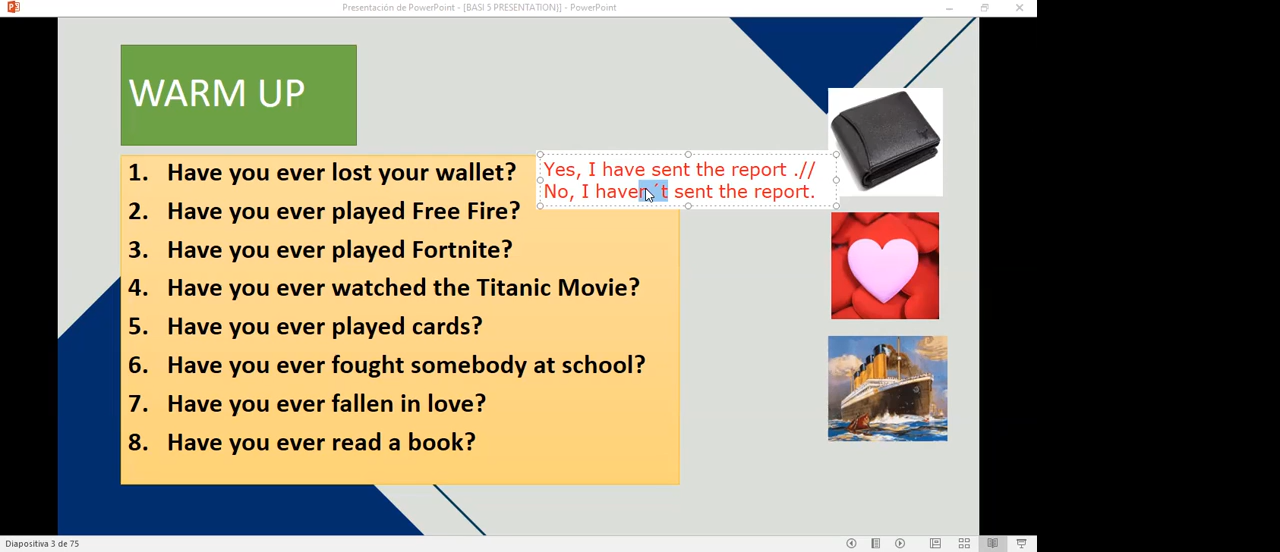 Presentación de PowerPoint - [BASI 5 PRESENTATION)] - PowerPoint
WARM UP
1. Have you ever lost your wallet?
Yes, I have sent the report .//
No, I haven´t sent the report.
2. Have you ever played Free Fire?
3. Have you ever played Fortnite?
4. Have you ever watched the Titanic Movie?
5. Have you ever played cards?
6. Have you ever fought somebody at school?
7. Have you ever fallen in love?
8. Have you ever read a book?
Diapositiva 3 de 75